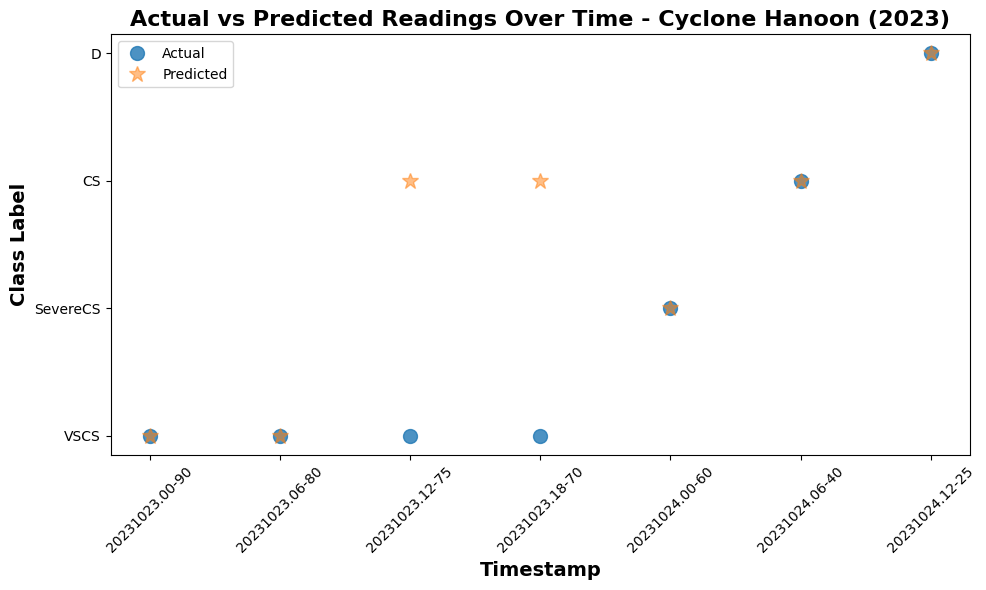 Actual vs Predicted Readings Over Time - Cyclone Hanoon (2023)
Actual
Predicted
Class Label
D
CS
SevereCS
VSCS
20231023.00-90
20231023.06-80
20231023.12-75
20231023.18-70
20231024.00-60
20231024.06-40
20231024.12-25
Timestamp